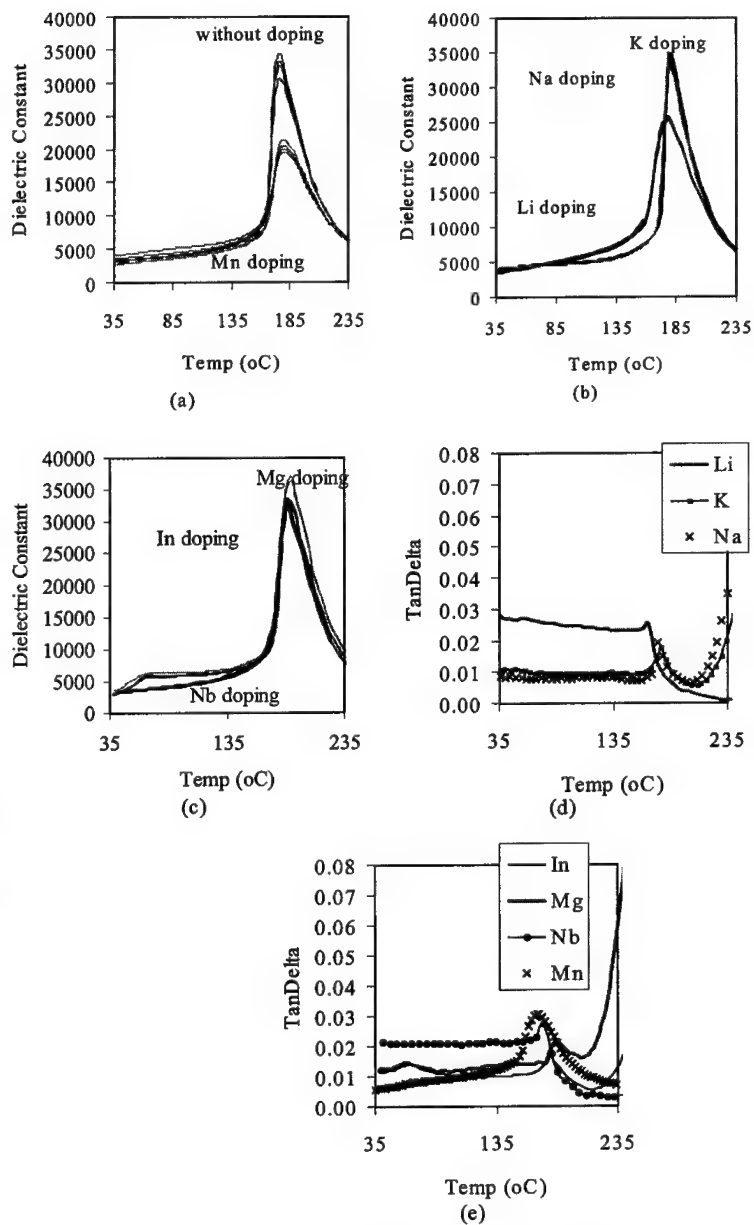 40000
without doping
35000
30000
25000
20000
15000
10000
5000
0
Mn doping
Dielectric Constant
35 85 135 185 235
Temp (oC)
(a)
40000
K doping
35000
Na doping
30000
25000
20000
15000
Li doping
10000
5000
0
Dielectric Constant
35 85 135 185 235
Temp (oC)
(b)
40000
Mg doping
35000
30000
In doping
25000
20000
15000
10000
5000
Nb doping
0
Dielectric Constant
35 135 235
Temp (oC)
(c)
0.08
0.07
0.06
0.05
0.04
0.03
0.02
0.01
0.00
TanDelta
Li
K
Na
35 135 235
Temp (oC)
(d)
0.08
0.07
0.06
0.05
0.04
0.03
0.02
0.01
0.00
TanDelta
In
Mg
Nb
Mn
35 135 235
Temp (oC)
(e)